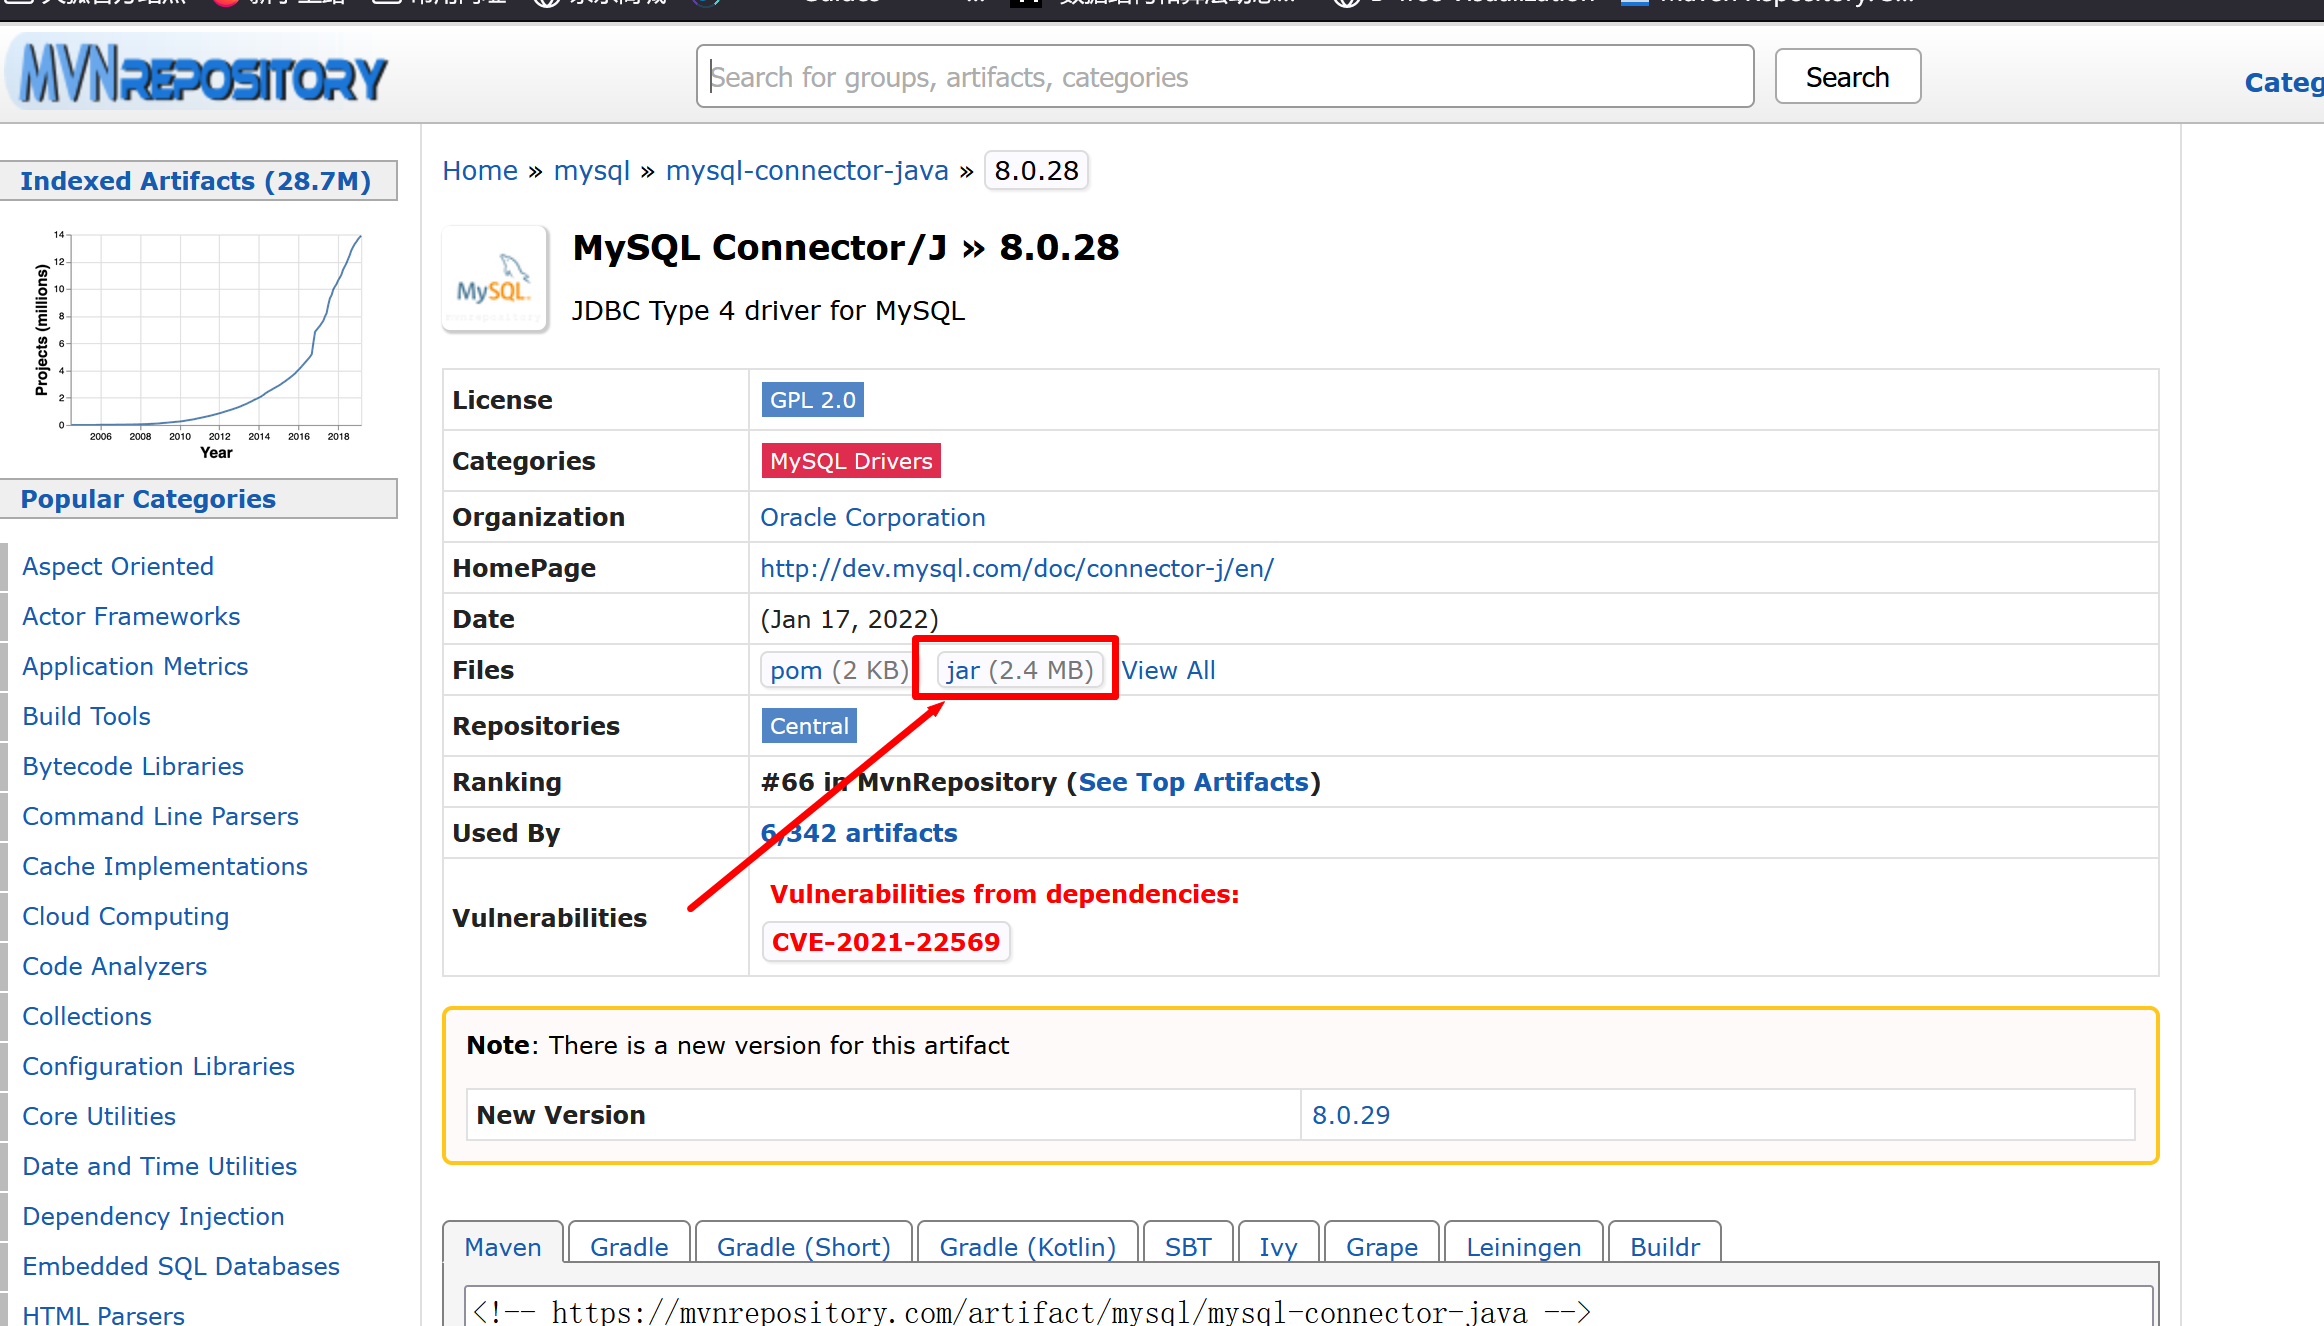 MVNREPOSITORY
Search for groups, artifacts, categories
Search
Categ
Indexed Artifacts (28.7M)
Projects (millions)
14
12
10
8
6
4
2
0
2006 2008 2010 2012 2014 2016 2018
Year
Popular Categories
Aspect Oriented
Actor Frameworks
Application Metrics
Build Tools
Bytecode Libraries
Command Line Parsers
Cache Implementations
Cloud Computing
Code Analyzers
Collections
Configuration Libraries
Core Utilities
Date and Time Utilities
Dependency Injection
Embedded SQL Databases
HTML Parsers
Home » mysql » mysql-connector-java » 8.0.28
MySQL
mvnrepository
MySQL Connector/J » 8.0.28
JDBC Type 4 driver for MySQL
License GPL 2.0
Categories MySQL Drivers
Organization Oracle Corporation
HomePage http://dev.mysql.com/doc/connector-j/en/
Date (Jan 17, 2022)
Files pom (2 KB) jar (2.4 MB) View All
Repositories Central
Ranking #66 in MvnRepository (See Top Artifacts)
Used By 6,342 artifacts
Vulnerabilities Vulnerabilities from dependencies:
CVE-2021-22569
Note: There is a new version for this artifact
New Version 8.0.29
Maven Gradle Gradle (Short) Gradle (Kotlin) SBT Ivy Grape Leiningen Buildr
<!-- https://mvnrepository.com/artifact/mysql/mysql-connector-java -->